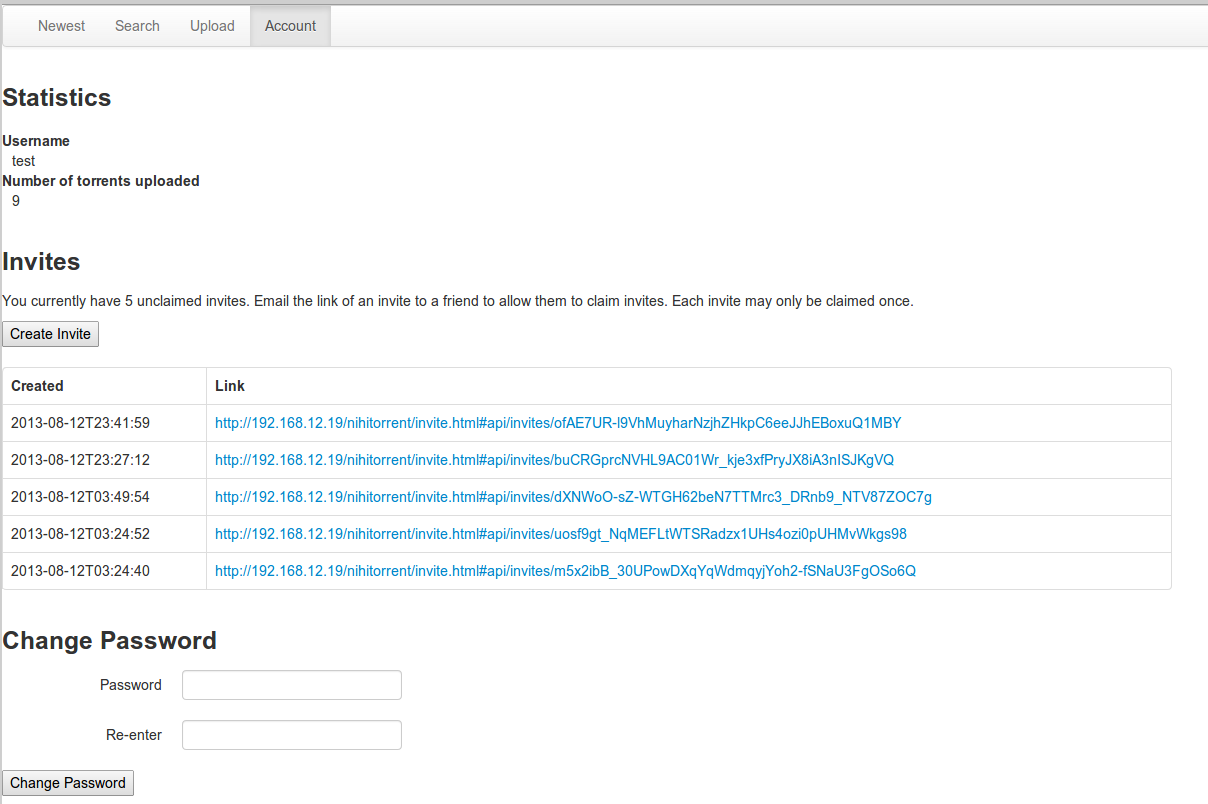 Newest Search Upload Account
Statistics
Username
test
Number of torrents uploaded
9
Invites
You currently have 5 unclaimed invites. Email the link of an invite to a friend to allow them to claim invites. Each invite may only be claimed once.
Create Invite
Created Link
2013-08-12T23:41:59 http://192.168.12.19/nihitorrent/invite.html#api/invites/ofAE7UR-l9VhMuyharNzjhZHkpC6eeJJhEBoxuQ1MBY
2013-08-12T23:27:12 http://192.168.12.19/nihitorrent/invite.html#api/invites/buCRGprcNVHL9AC01Wr_kje3xfPryJX8iA3nISJKgVQ
2013-08-12T03:49:54 http://192.168.12.19/nihitorrent/invite.html#api/invites/dXNWoO-sZ-WTGH62beN7TTMrc3_DRnb9_NTV87ZOC7g
2013-08-12T03:24:52 http://192.168.12.19/nihitorrent/invite.html#api/invites/uosf9gt_NqMEFLtWTSRadzx1UHs4ozi0pUHMvWkgs98
2013-08-12T03:24:40 http://192.168.12.19/nihitorrent/invite.html#api/invites/m5x2ibB_30UPowDXqYqWdmqyjYoh2-fSNaU3FgOSo6Q
Change Password
Password
Re-enter
Change Password